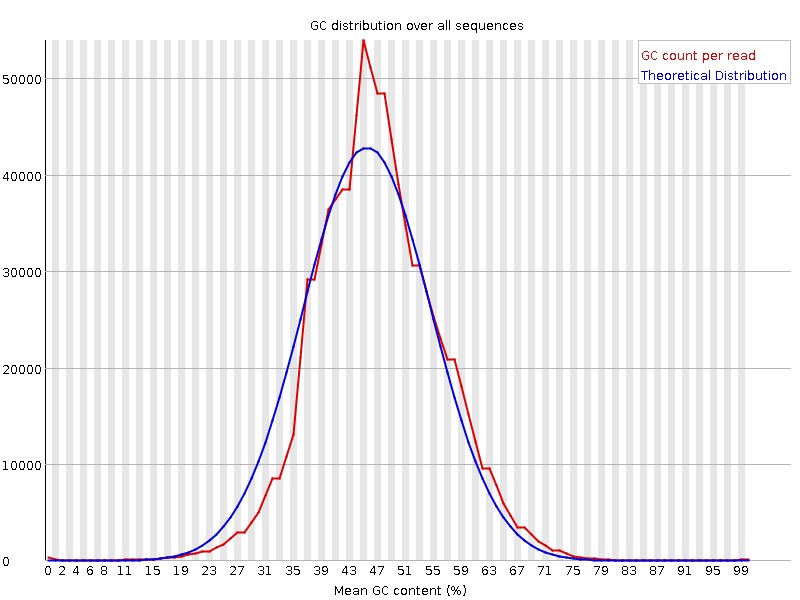 GC distribution over all sequences
GC count per read
Theoretical Distribution
50000
40000
30000
20000
10000
0
0 2 4 6 8 11 15 19 23 27 31 35 39 43 47 51 55 59 63 67 71 75 79 83 87 91 95 99
Mean GC content (%)